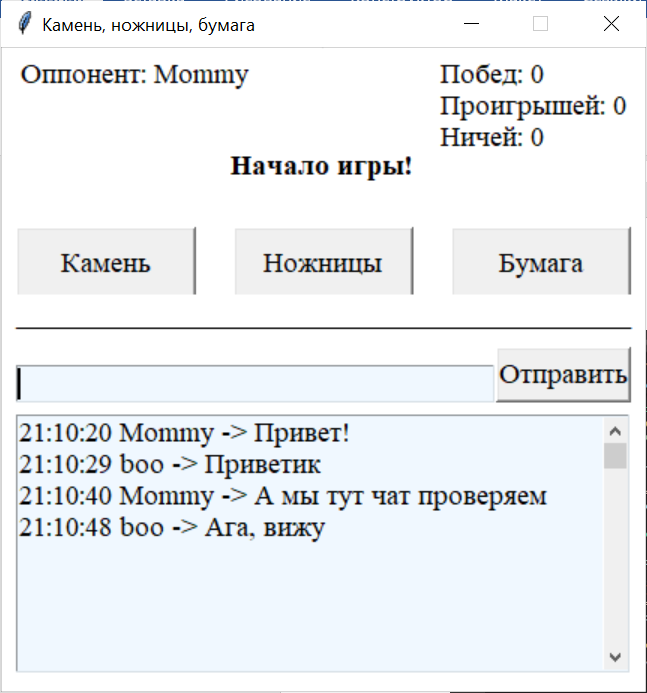 Камень, ножницы, бумага
Оппонент: Mommy
Побед: 0
Проигрышей: 0
Ничей: 0
Начало игры!
Камень
Ножницы
Бумага
Отправить
21:10:20 Mommy -> Привет!
21:10:29 boo -> Приветик
21:10:40 Mommy -> А мы тут чат проверяем
21:10:48 boo -> Ага, вижу